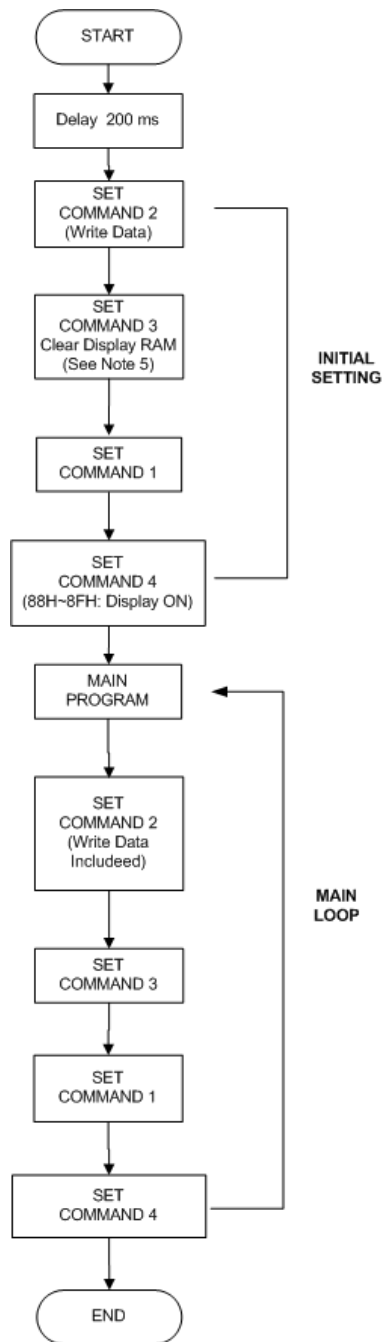 START
Delay 200 ms
SET
COMMAND 2
(Write Data)
SET
COMMAND 3
Clear Display RAM
(See Note 5)
INITIAL
SETTING
SET
COMMAND 1
SET
COMMAND 4
(88H~8FH: Display ON)
MAIN
PROGRAM
SET
COMMAND 2
(Write Data
Includeed)
MAIN
LOOP
SET
COMMAND 3
SET
COMMAND 1
SET
COMMAND 4
END